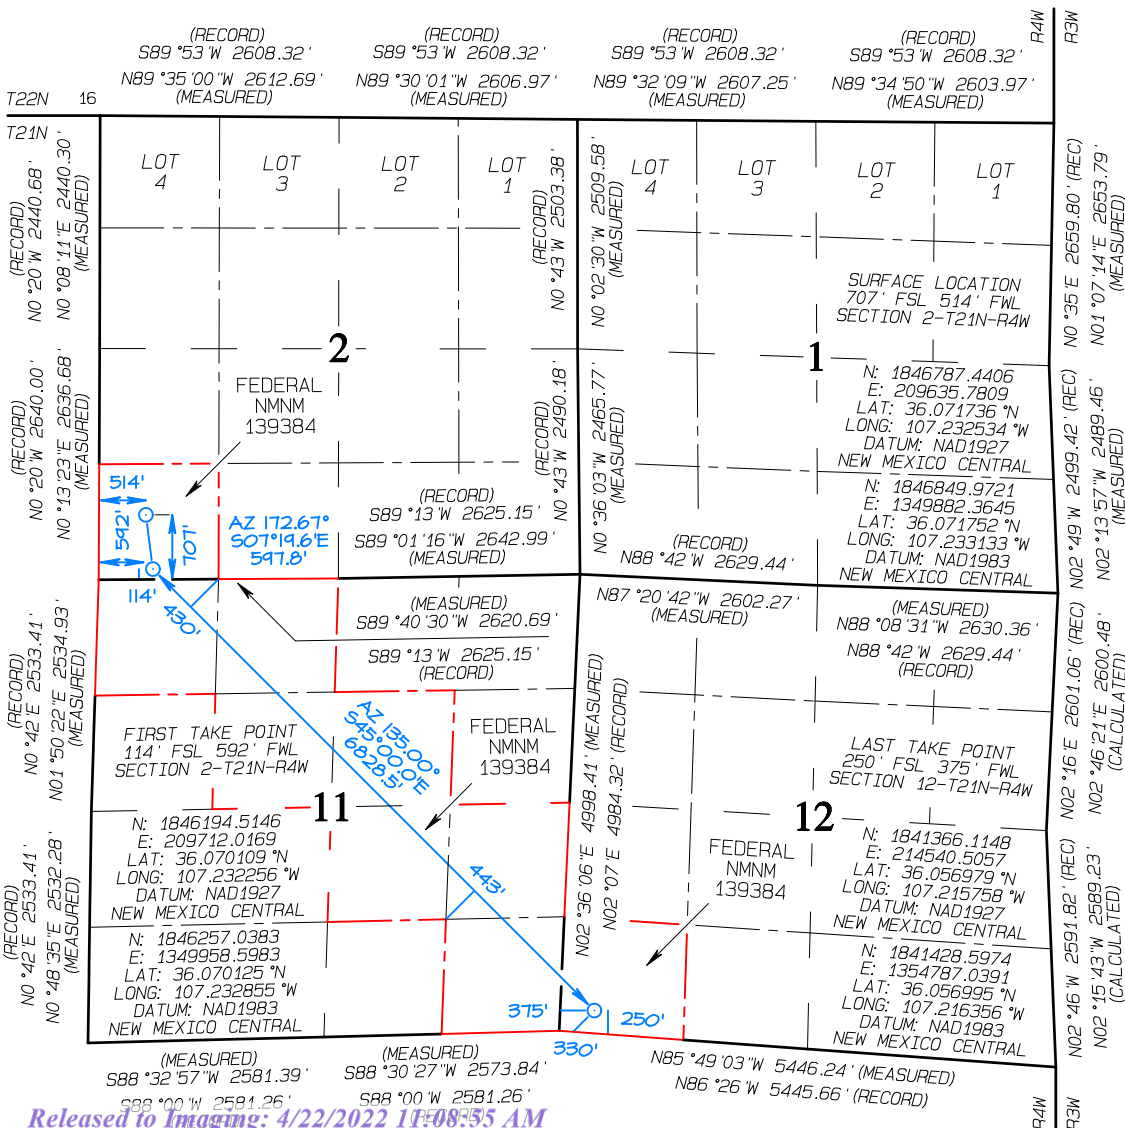 (RECORD)
S89°53'W 2608.32'
N89°35'00"W 2612.69'
(MEASURED)
(RECORD)
S89°53'W 2608.32'
N89°30'01"W 2606.97'
(MEASURED)
(RECORD)
S89°53'W 2608.32'
N89°32'09"W 2607.25'
(MEASURED)
(RECORD)
S89°53'W 2608.32'
N89°34'50"W 2603.97'
(MEASURED)
R4W
R3W
T22N 16
T21N
(RECORD)
N0°20'W 2440.68'
N0°08'11"E 2440.30'
(MEASURED)
LOT
4
LOT
3
LOT
2
LOT
1
(RECORD)
N0°43'W 2503.38'
N0°02'30"W 2509.58'
(MEASURED)
LOT
4
LOT
3
LOT
2
LOT
1
N0°35'E 2659.80' (REC)
N01°07'14"E 2653.79'
(MEASURED)
SURFACE LOCATION
707' FSL 514' FWL
SECTION 2-T21N-R4W
2
1
N: 1846787.4406
E: 209635.7809
LAT: 36.071736°N
LONG: 107.232534°W
DATUM: NAD1927
NEW MEXICO CENTRAL
N: 1846849.9721
E: 1349882.3645
LAT: 36.071752°N
LONG: 107.233133°W
DATUM: NAD1983
NEW MEXICO CENTRAL
(RECORD)
N0°20'W 2640.00'
N0°13'23"E 2636.68'
(MEASURED)
FEDERAL
NMNM
139384
(RECORD)
N0°43'W 2490.18'
N0°36'03"W 2465.77'
(MEASURED)
N02°49'W 2499.42' (REC)
N02°13'57"W 2489.46'
(MEASURED)
514'
592'
707'
114'
430'
AZ 172.67°
S07°19.6'E
597.8'
(RECORD)
S89°13'W 2625.15'
S89°01'16"W 2642.99'
(MEASURED)
(RECORD)
N88°42'W 2629.44'
(MEASURED)
S89°40'30"W 2620.69'
S89°13'W 2625.15'
(RECORD)
N87°20'42"W 2602.27'
(MEASURED)
(MEASURED)
N88°08'31"W 2630.36'
N88°42'W 2629.44'
(RECORD)
(RECORD)
N0°42'E 2533.41'
N01°50'22"E 2534.93'
(MEASURED)
FIRST TAKE POINT
114' FSL 592' FWL
SECTION 2-T21N-R4W
AZ 135.00°
S45°00.0'E
6828.5'
FEDERAL
NMNM
139384
N02°36'06"E 4998.41' (MEASURED)
N02°07'E 4984.32' (RECORD)
LAST TAKE POINT
250' FSL 375' FWL
SECTION 12-T21N-R4W
N02°16'E 2601.06' (REC)
N02°46'21"E 2600.48'
(CALCULATED)
11
12
N: 1846194.5146
E: 209712.0169
LAT: 36.070109°N
LONG: 107.232256°W
DATUM: NAD1927
NEW MEXICO CENTRAL
N: 1846257.0383
E: 1349958.5983
LAT: 36.070125°N
LONG: 107.232855°W
DATUM: NAD1983
NEW MEXICO CENTRAL
(RECORD)
N0°42'E 2533.41'
N0°48'35"E 2532.28'
(MEASURED)
443'
FEDERAL
NMNM
139384
N: 1841366.1148
E: 214540.5057
LAT: 36.056979°N
LONG: 107.215758°W
DATUM: NAD1927
NEW MEXICO CENTRAL
N: 1841428.5974
E: 1354787.0391
LAT: 36.056995°N
LONG: 107.216356°W
DATUM: NAD1983
NEW MEXICO CENTRAL
N02°46'W 2591.82' (REC)
N02°15'43"W 2589.23'
(CALCULATED)
375'
250'
330'
(MEASURED)
S88°32'57"W 2581.39'
S88°00'W 2581.26'
(RECORD)
(MEASURED)
S88°30'27"W 2573.84'
S88°00'W 2581.26'
(RECORD)
N85°49'03"W 5446.24' (MEASURED)
N86°26'W 5445.66' (RECORD)
R4W
R3W
Released to Imaging: 4/22/2022 11:08:55 AM